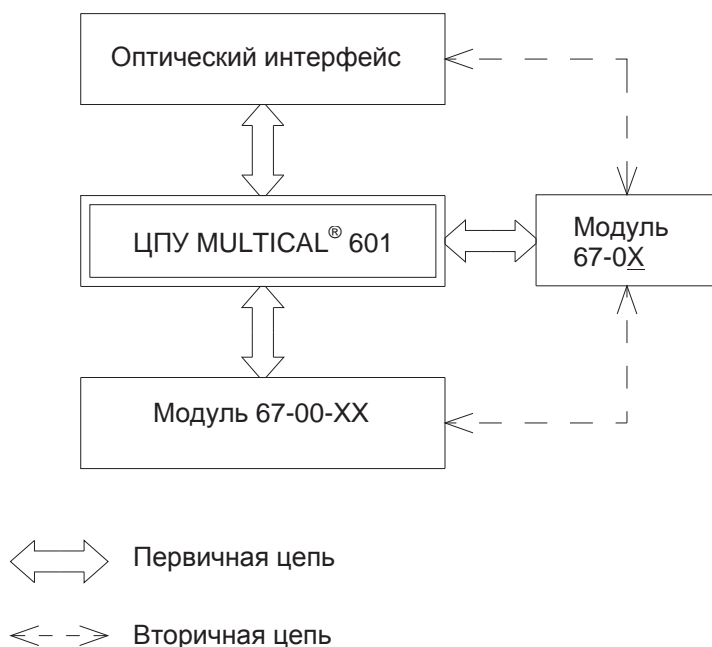 Оптический интерфейс
ЦПУ MULTICAL® 601
Модуль
67-0X
Модуль 67-00-XX
Первичная цепь
Вторичная цепь